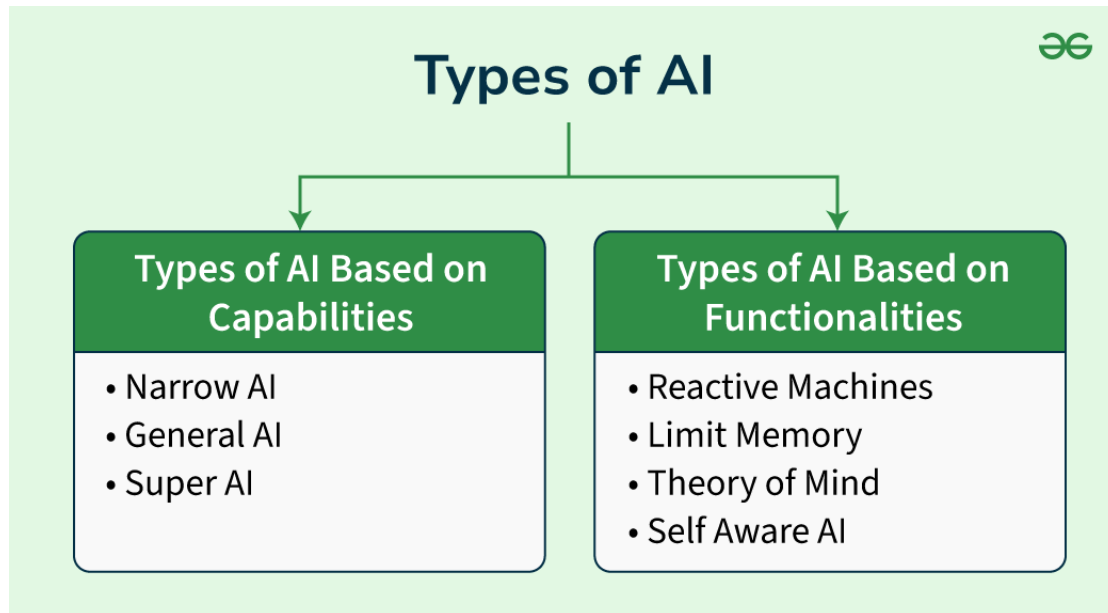 Types of AI
Types of AI Based on
Capabilities
• Narrow AI
• General AI
• Super AI
Types of AI Based on
Functionalities
• Reactive Machines
• Limit Memory
• Theory of Mind
• Self Aware AI